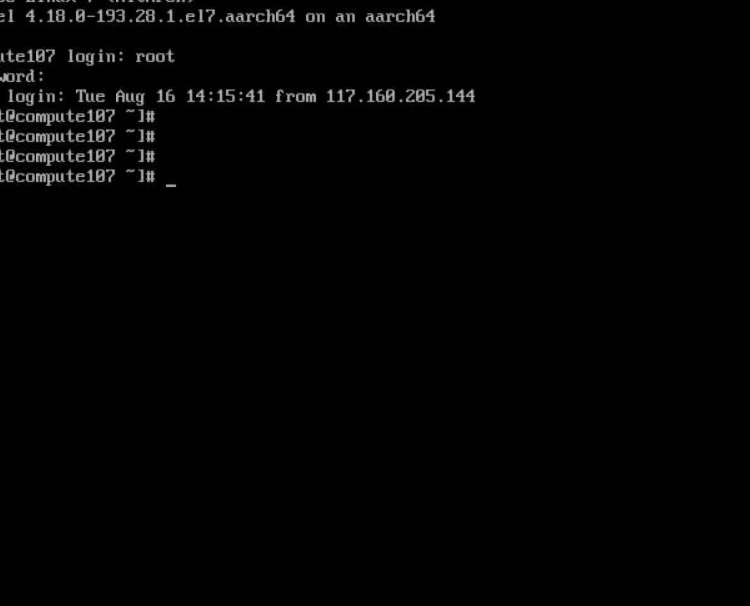 el 4.18.0-193.28.1.el7.aarch64 on an aarch64
ute107 login: root
word:
login: Tue Aug 16 14:15:41 from 117.160.205.144
t@compute107 ~]#
t@compute107 ~]#
t@compute107 ~]#
t@compute107 ~]# _